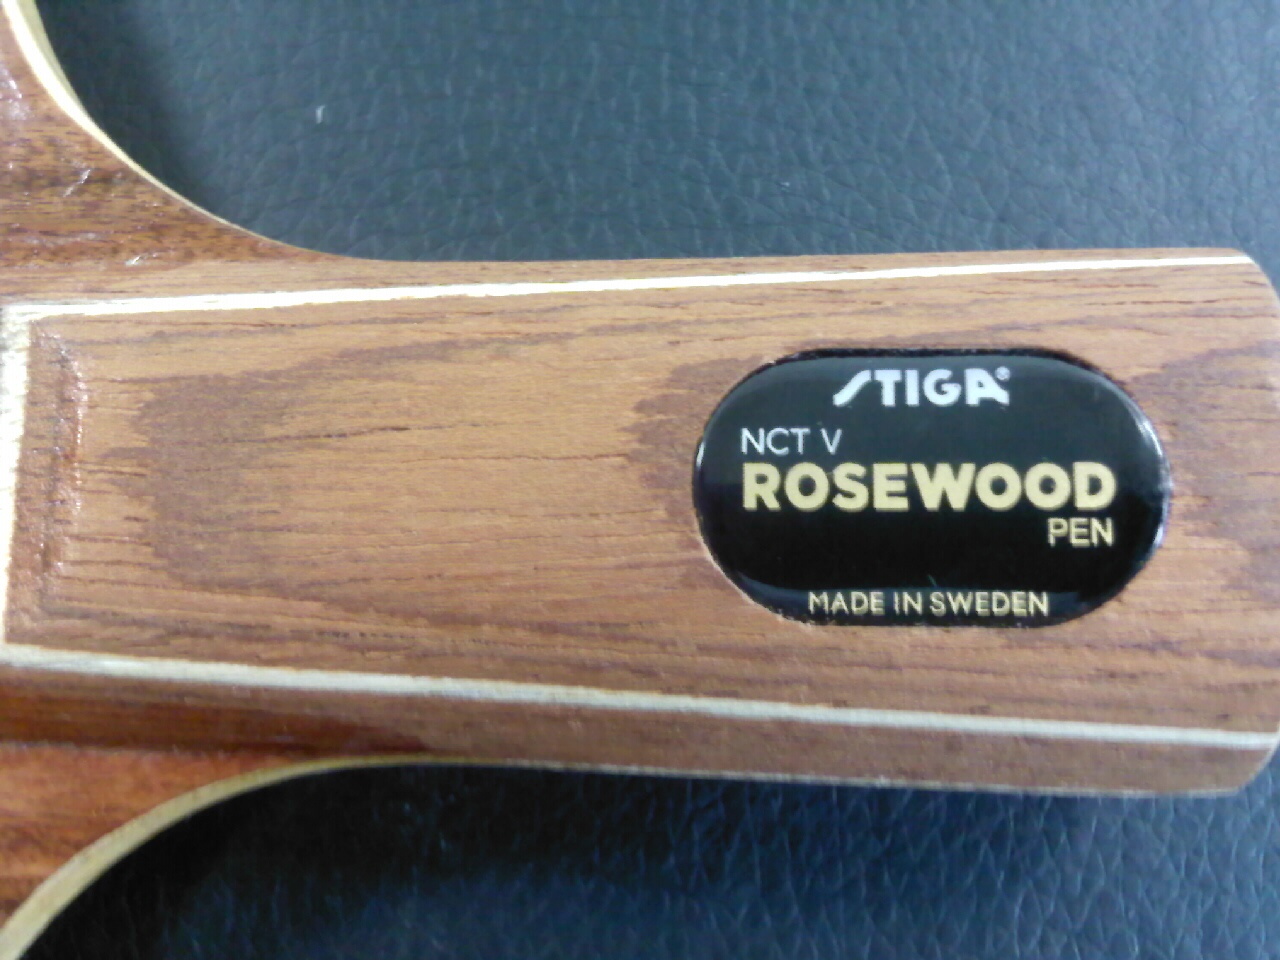 STIGA®
NCT V
ROSEWOOD
PEN
MADE IN SWEDEN